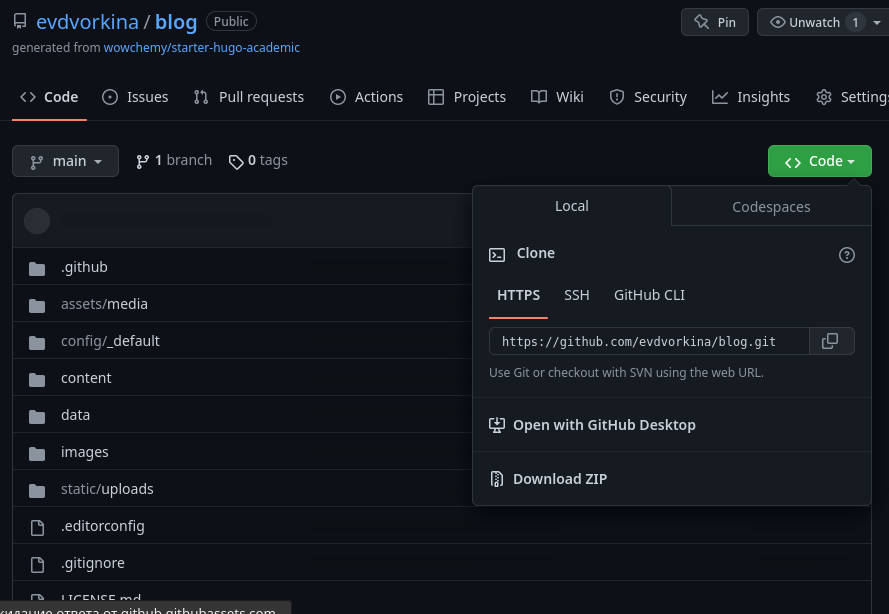 evdvorkina / blog Public Pin Unwatch 1
generated from wowchemy/starter-hugo-academic
Code Issues Pull requests Actions Projects Wiki Security Insights Settings
main 1 branch 0 tags Code
Local Codespaces
Clone
HTTPS SSH GitHub CLI
https://github.com/evdvorkina/blog.git
Use Git or checkout with SVN using the web URL.
Open with GitHub Desktop
Download ZIP
.github
assets/media
config/_default
content
data
images
static/uploads
.editorconfig
.gitignore
LICENSE.md
ответа от github.githubassets.com...